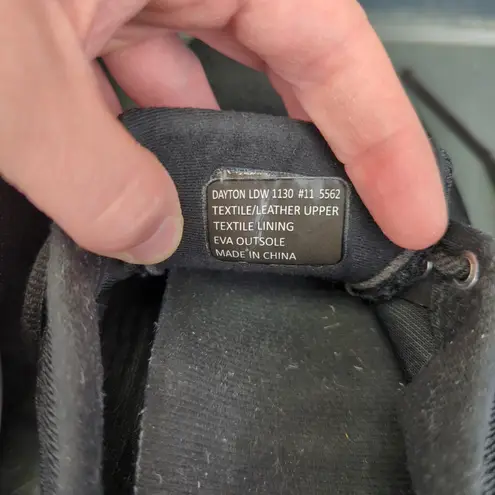 DAYTON LDW 1130 #11 5562
TEXTILE/LEATHER UPPER
TEXTILE LINING
EVA OUTSOLE
MADE IN CHINA